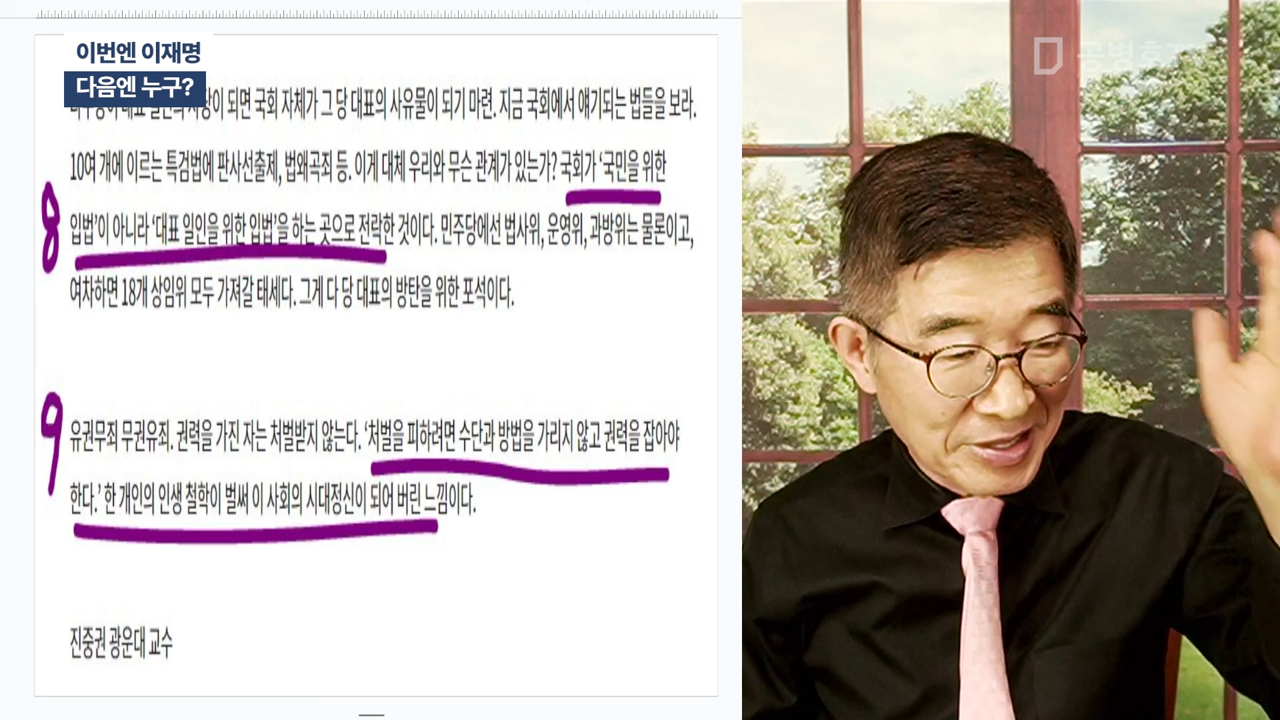 이번엔 이재명
다음엔 누구?
되면 국회 자체가 그 당 대표의 사유물이 되기 마련. 지금 국회에서 얘기되는 법들을 보라.
10여 개에 이르는 특검법에 판사선출제, 법왜곡죄 등. 이게 대체 우리와 무슨 관계가 있는가? 국회가 '국민을 위한
8
입법'이 아니라 '대표 일인을 위한 입법'을 하는 곳으로 전락한 것이다. 민주당에선 법사위, 운영위, 과방위는 물론이고,
여차하면 18개 상임위 모두 가져갈 태세다. 그게 다 당 대표의 방탄을 위한 포석이다.
9
유권무죄 무권유죄. 권력을 가진 자는 처벌받지 않는다. '처벌을 피하려면 수단과 방법을 가리지 않고 권력을 잡아야
한다.' 한 개인의 인생 철학이 벌써 이 사회의 시대정신이 되어 버린 느낌이다.
진중권 광운대 교수
공병호